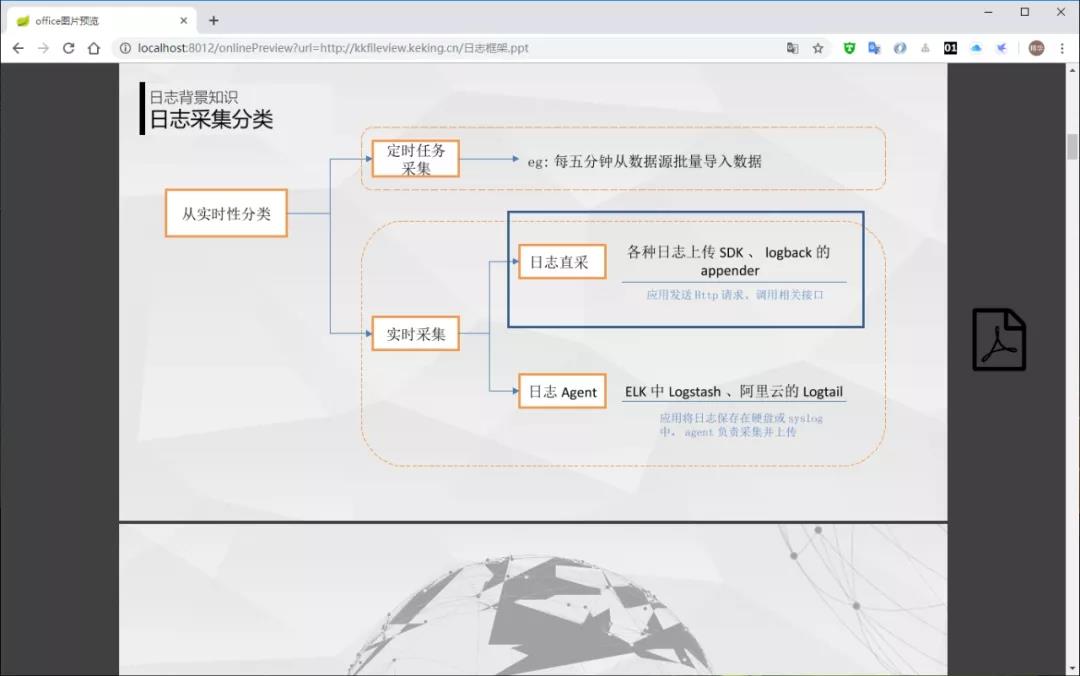 office图片预览
localhost:8012/onlinePreview?url=http://kkfileview.keking.cn/日志框架.ppt
01
日志背景知识
日志采集分类
从实时性分类
定时任务
采集
eg: 每五分钟从数据源批量导入数据
实时采集
日志直采
各种日志上传 SDK 、 logback 的
appender
应用发送 Http 请求、调用相关接口
日志 Agent
ELK 中 Logstash 、阿里云的 Logtail
应用将日志保存在硬盘或 syslog
中， agent 负责采集并上传